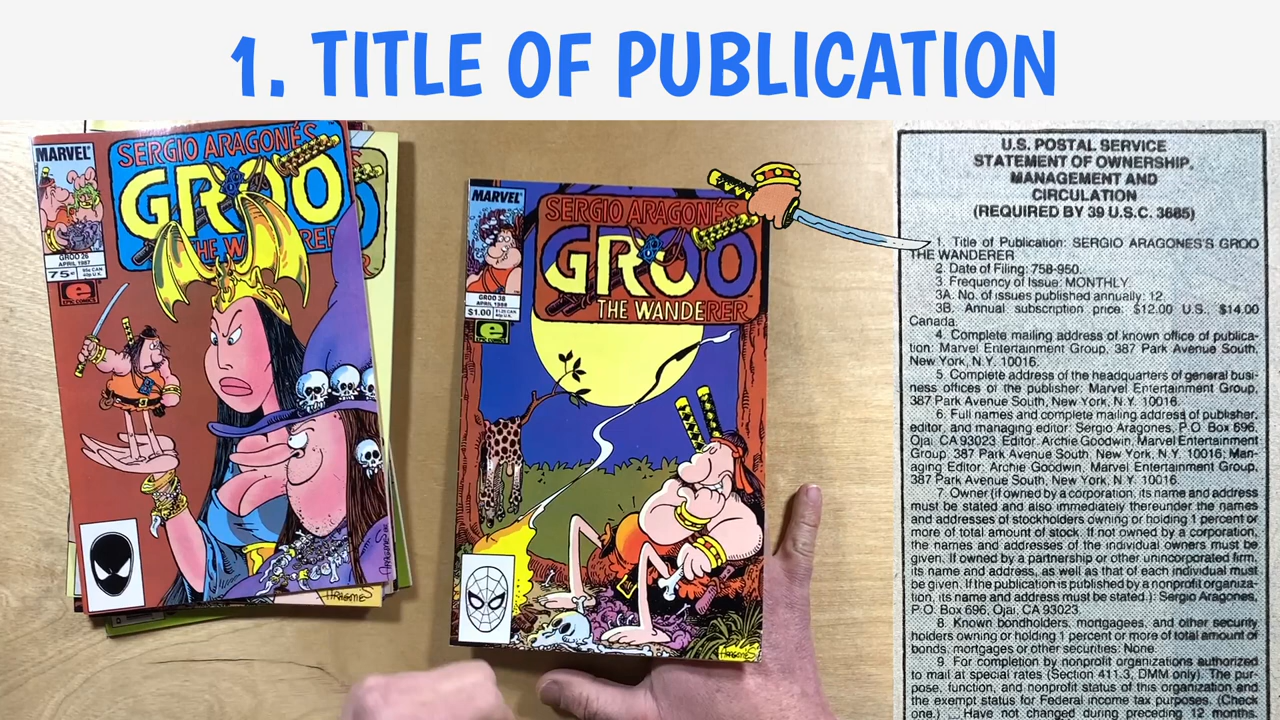 1. TITLE OF PUBLICATION
MARVEL
SERGIO ARAGONÉS
GROO
THE WANDERER
GROO 26
APRIL 1987
75¢
95¢ CAN.
40p U.K.
EPIC COMICS
ARAGONES
ARAGONES
MARVEL
SERGIO ARAGONÉS
GROO
THE WANDERER
GROO 38
APRIL 1988
$1.00
EPIC COMICS
ARAGONES
U.S. POSTAL SERVICE
STATEMENT OF OWNERSHIP,
MANAGEMENT AND
CIRCULATION
(REQUIRED BY 39 U.S.C. 3685)
1. Title of Publication: SERGIO ARAGONES'S GROO
THE WANDERER
2. Date of Filing: 758-950.
3. Frequency of Issue: MONTHLY
3A. No. of issues published annually: 12
3B. Annual subscription price: $12.00 U.S. $14.00
Canada
4. Complete mailing address of known office of publica-
tion: Marvel Entertainment Group, 387 Park Avenue South,
New York, N.Y. 10016.
5. Complete address of the headquarters of general busi-
ness offices of the publisher: Marvel Entertainment Group,
387 Park Avenue South, New York, N.Y. 10016.
6. Full names and complete mailing address of publisher,
editor, and managing editor: Sergio Aragones, P.O. Box 696,
Ojai, CA 93023 Editor: Archie Goodwin, Marvel Entertainment
Group, 387 Park Avenue South, New York, N.Y. 10016; Man-
aging Editor: Archie Goodwin, Marvel Entertainment Group,
387 Park Avenue South, New York, N.Y. 10016.
7. Owner (if owned by a corporation, its name and address
must be stated and also immediately thereunder the names
and addresses of stockholders owning or holding 1 percent or
more of total amount of stock. If not owned by a corporation,
the names and addresses of the individual owners must be
given. If owned by a partnership or other unincorporated firm,
its name and address, as well as that of each individual must
be given. If the publication is published by a nonprofit organiza-
tion, its name and address must be stated.): Sergio Aragones,
P.O. Box 696, Ojai, CA 93023.
8. Known bondholders, mortgagees, and other security
holders owning or holding 1 percent or more of total amount of
bonds, mortgages or other securities: None.
9. For completion by nonprofit organizations authorized
to mail at special rates (Section 411.3, DMM only). The pur-
pose, function, and nonprofit status of this organization and
the exempt status for Federal income tax purposes. (Check
one.) Have not changed during preceding 12 months.